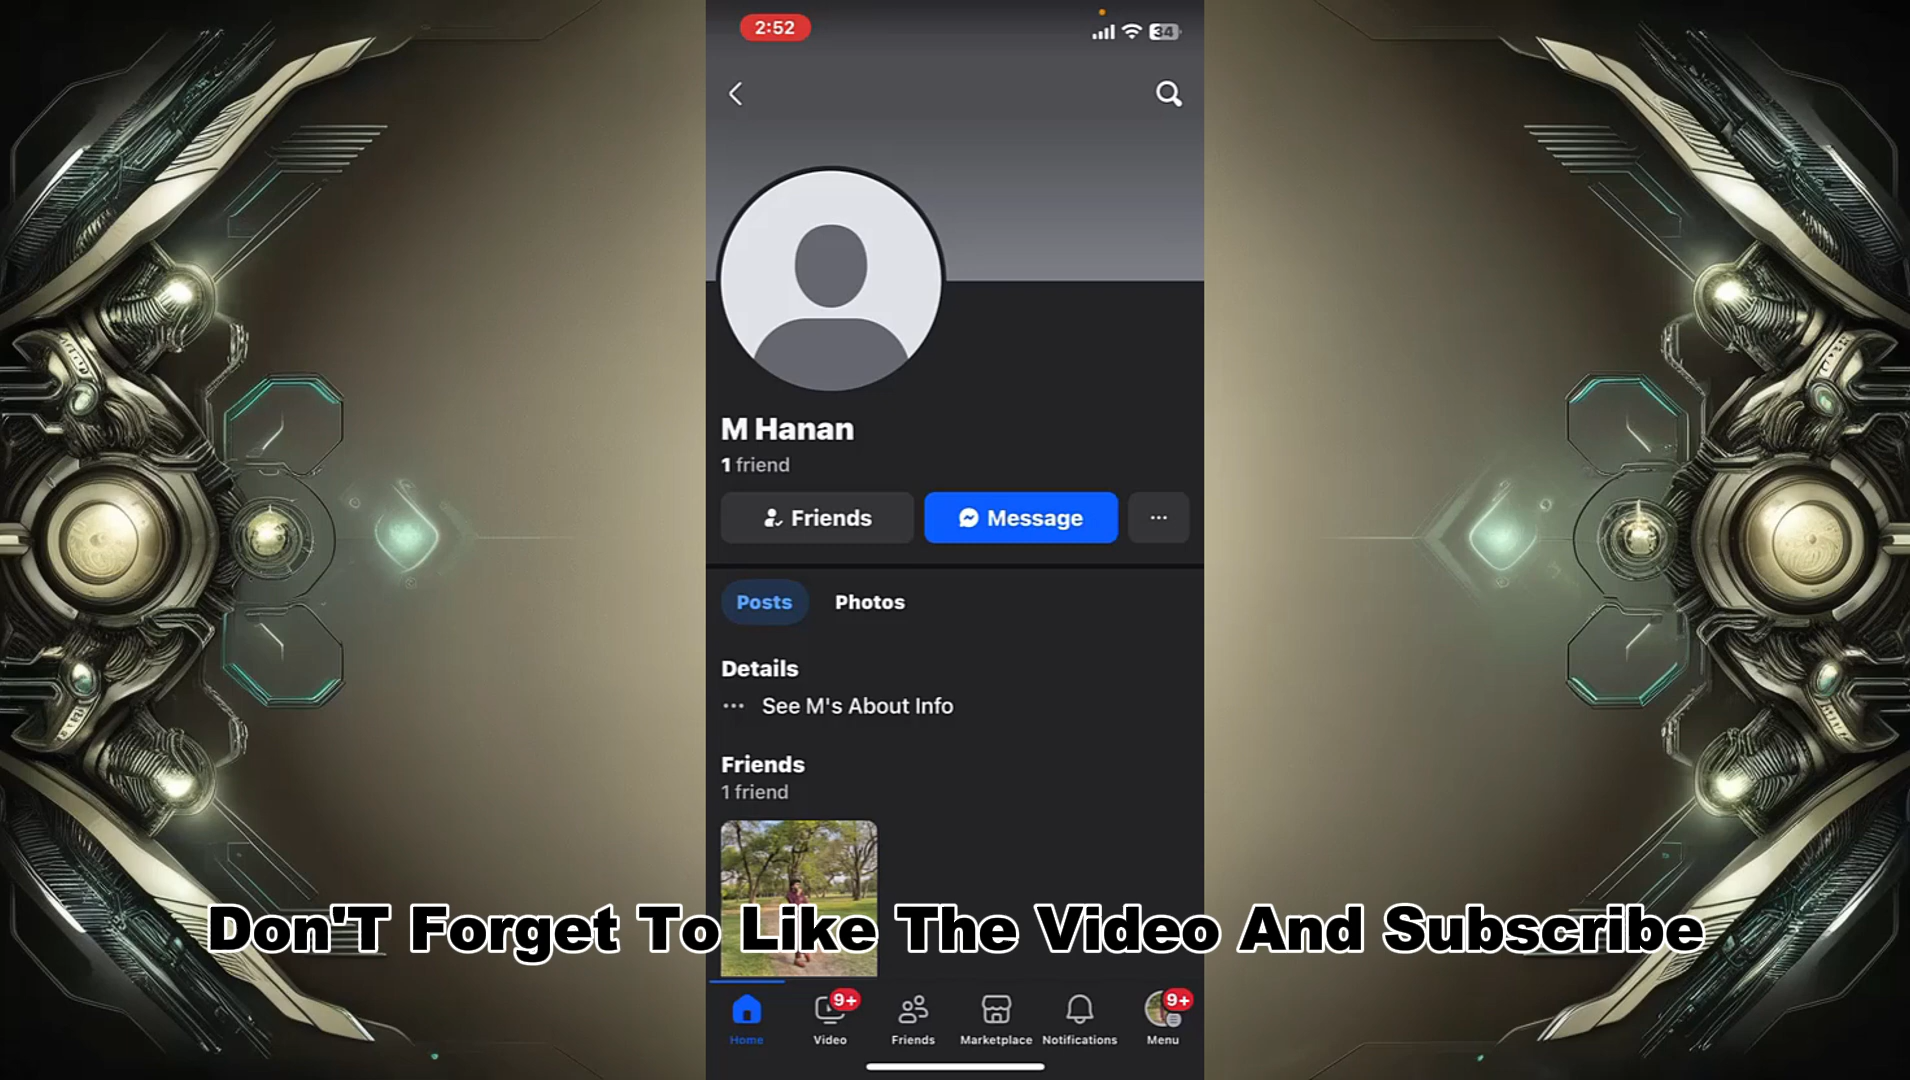 2:52
34
M Hanan
1 friend
Friends
Message
Posts
Photos
Details
See M's About Info
Friends
1 friend
Don'T Forget To Like The Video And Subscribe
9+
9+
Home
Video
Friends
Marketplace
Notifications
Menu